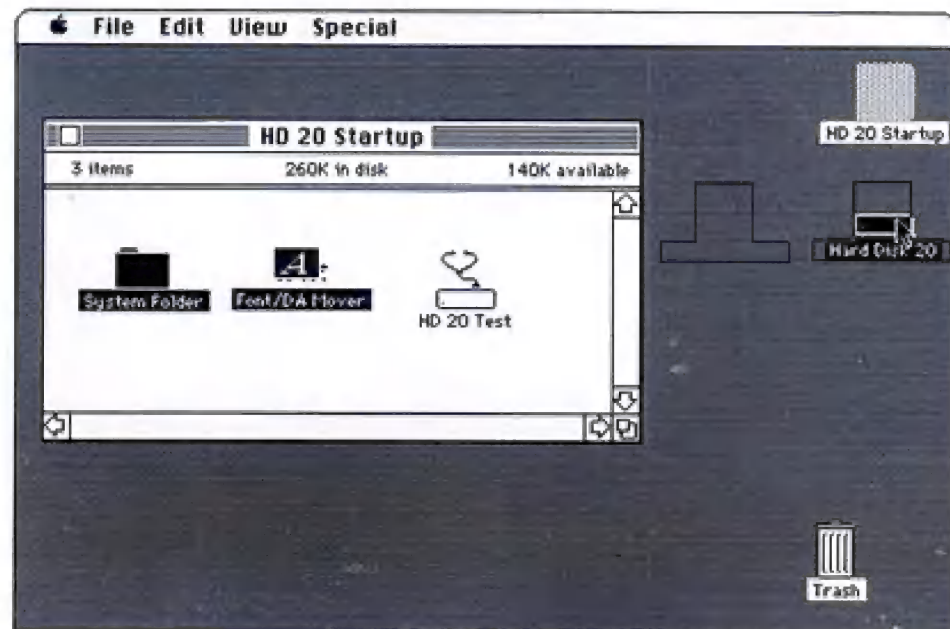 File Edit View Special
HD 20 Startup
3 items 260K in disk 140K available
System Folder Font/DA Mover HD 20 Test
HD 20 Startup
Hard Disk 20
Trash